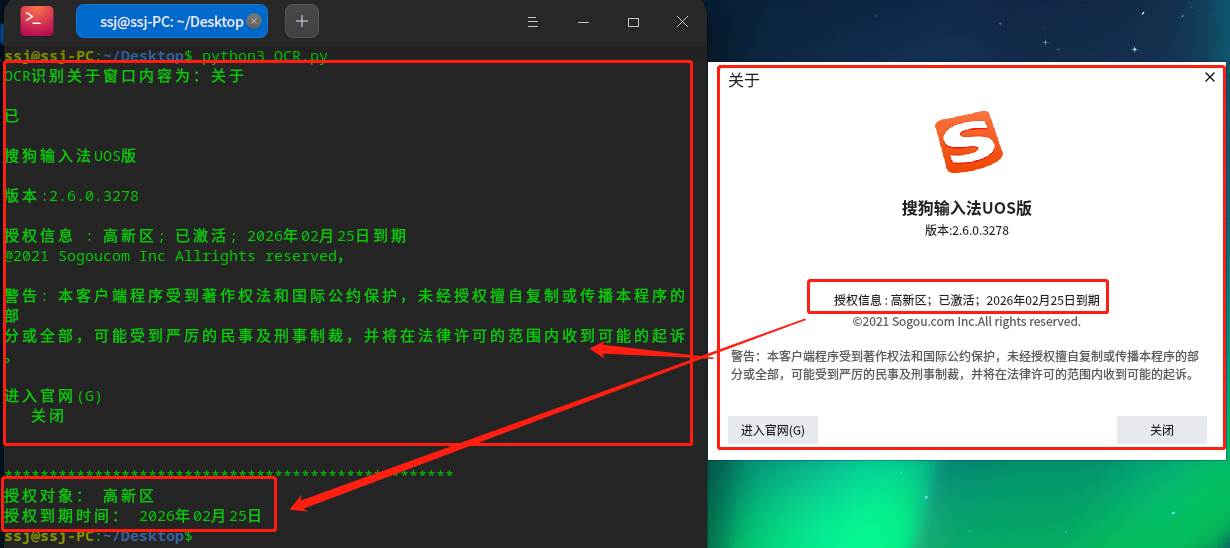 ssj@ssj-PC: ~/Desktop
ssj@ssj-PC:~/Desktop$ python3 OCR.py
OCR识别关于窗口内容为：关于
已
搜狗输入法UOS版
版本:2.6.0.3278
授权信息 ：高新区；已激活；2026年02月25日到期
@2021 Sogoucom Inc Allrights reserved,
警告：本客户端程序受到著作权法和国际公约保护，未经授权擅自复制或传播本程序的
部
分或全部，可能受到严厉的民事及刑事制裁，并将在法律许可的范围内收到可能的起诉
。
进入官网(G)
关闭
**************************************************
授权对象： 高新区
授权到期时间： 2026年02月25日
ssj@ssj-PC:~/Desktop$
关于
搜狗输入法UOS版
版本:2.6.0.3278
授权信息 : 高新区；已激活；2026年02月25日到期
©2021 Sogou.com Inc.All rights reserved.
警告：本客户端程序受到著作权法和国际公约保护，未经授权擅自复制或传播本程序的部
分或全部，可能受到严厉的民事及刑事制裁，并将在法律许可的范围内收到可能的起诉。
进入官网(G)
关闭